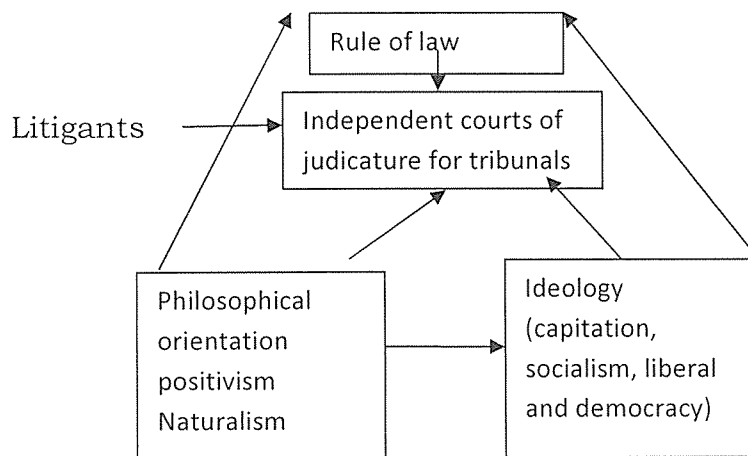 Rule of law
Litigants
Independent courts of
judicature for tribunals
Philosophical
orientation
positivism
Naturalism
Ideology
(capitation,
socialism, liberal
and democracy)